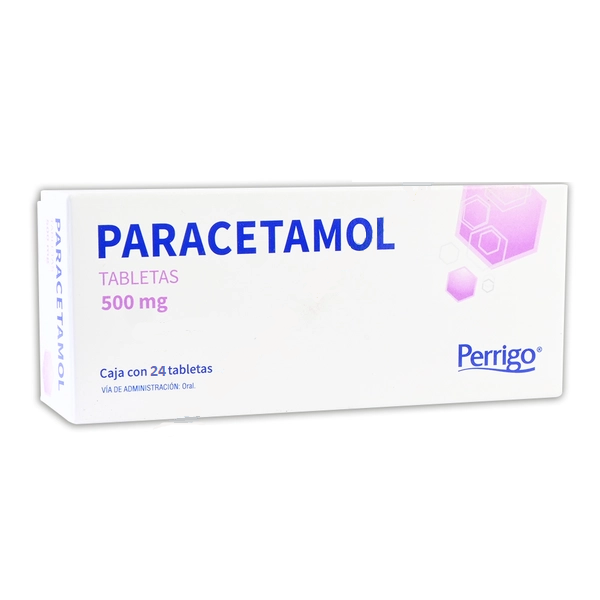 PARACETAMOL
TABLETAS
500 mg
Caja con 24 tabletas
VÍA DE ADMINISTRACIÓN: Oral.
Perrigo®
PARACETAMOL